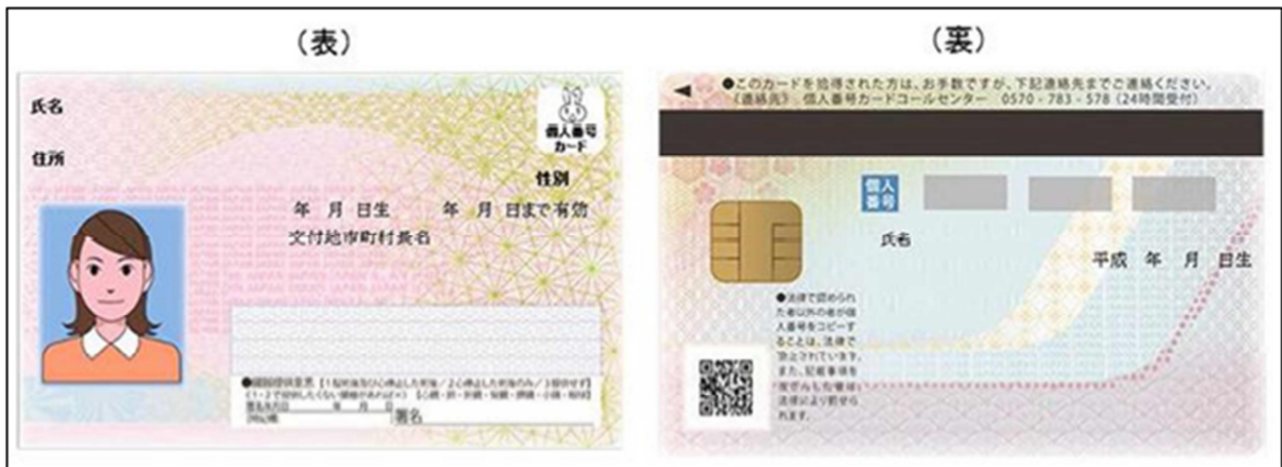 （表）
氏名
個人番号
カード
住所
性別
年 月 日生 年 月 日まで有効
交付地市町村長名
年 月 日
署名
（裏）
●このカードを拾得された方は、お手数ですが、下記連絡先までご連絡ください。
《連絡先》 個人番号カードコールセンター 0570-783-578（24時間受付）
個人
番号
氏名
平成 年 月 日生
●法律で認められ
た者以外の者が個
人番号をコピーす
ることは、法律で
禁止されています。
また、記載事項を
法律により罰せら
れます。